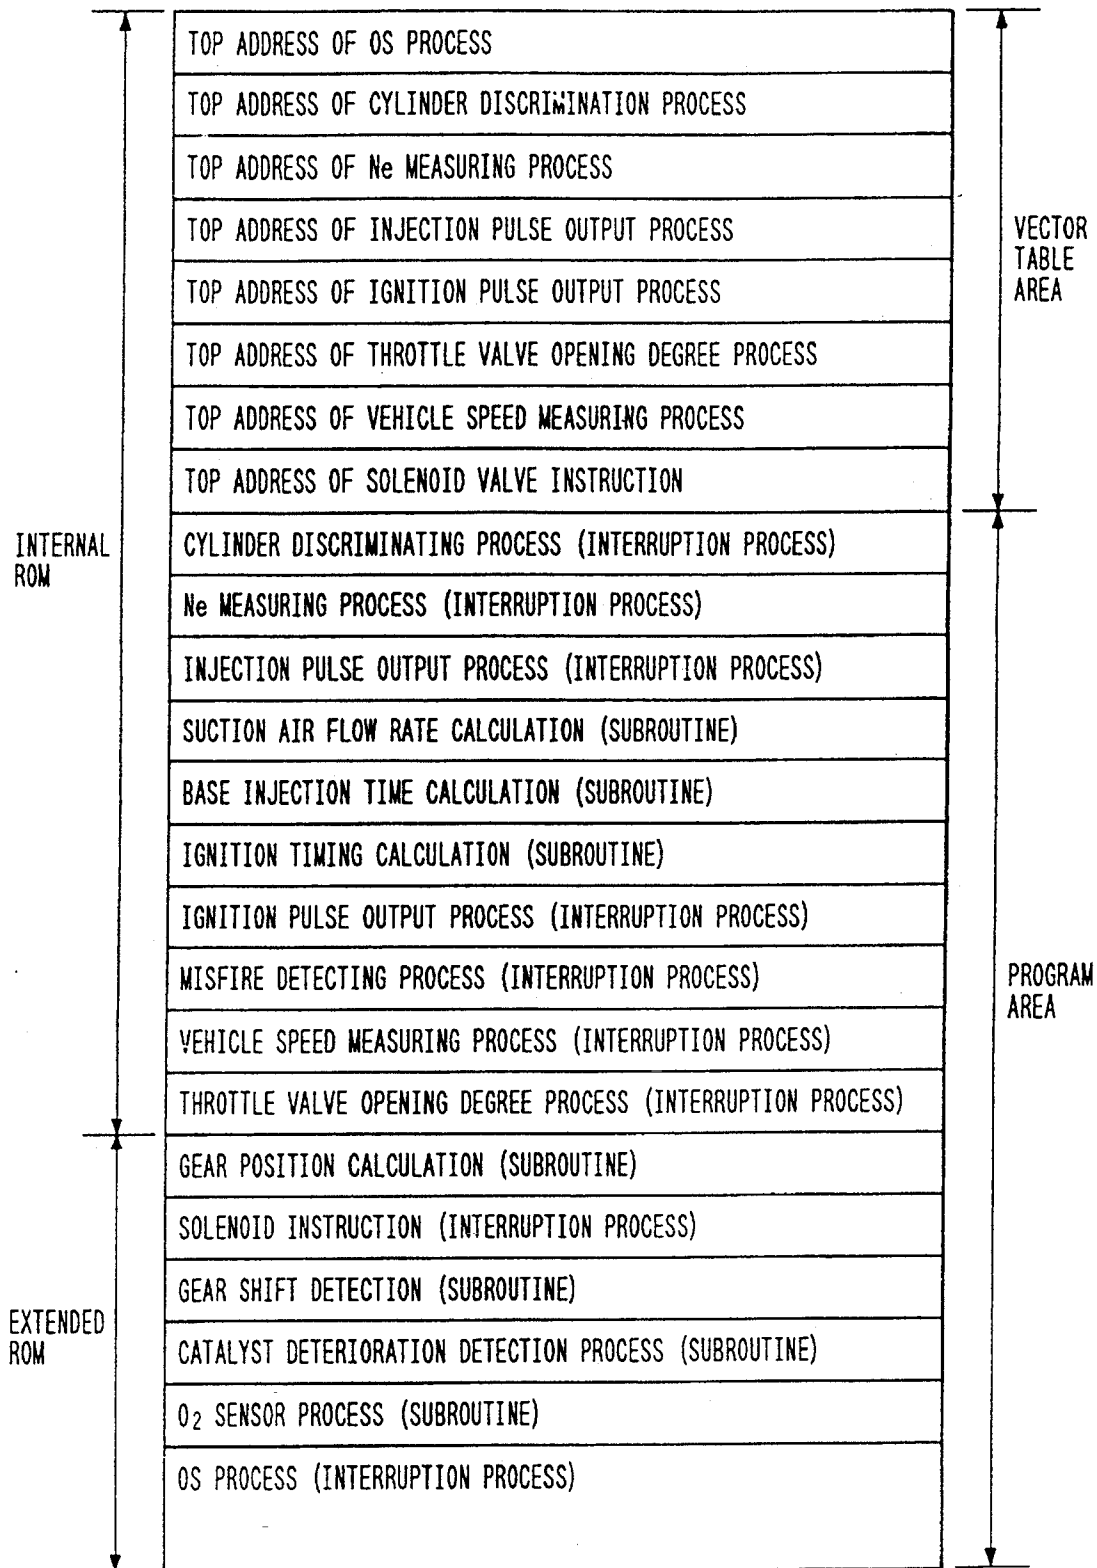 TOP ADDRESS OF OS PROCESS
TOP ADDRESS OF CYLINDER DISCRIMINATION PROCESS
TOP ADDRESS OF Ne MEASURING PROCESS
TOP ADDRESS OF INJECTION PULSE OUTPUT PROCESS
TOP ADDRESS OF IGNITION PULSE OUTPUT PROCESS
TOP ADDRESS OF THROTTLE VALVE OPENING DEGREE PROCESS
TOP ADDRESS OF VEHICLE SPEED MEASURING PROCESS
TOP ADDRESS OF SOLENOID VALVE INSTRUCTION
VECTOR
TABLE
AREA
INTERNAL
ROM
CYLINDER DISCRIMINATING PROCESS (INTERRUPTION PROCESS)
Ne MEASURING PROCESS (INTERRUPTION PROCESS)
INJECTION PULSE OUTPUT PROCESS (INTERRUPTION PROCESS)
SUCTION AIR FLOW RATE CALCULATION (SUBROUTINE)
BASE INJECTION TIME CALCULATION (SUBROUTINE)
IGNITION TIMING CALCULATION (SUBROUTINE)
IGNITION PULSE OUTPUT PROCESS (INTERRUPTION PROCESS)
MISFIRE DETECTING PROCESS (INTERRUPTION PROCESS)
VEHICLE SPEED MEASURING PROCESS (INTERRUPTION PROCESS)
THROTTLE VALVE OPENING DEGREE PROCESS (INTERRUPTION PROCESS)
PROGRAM
AREA
GEAR POSITION CALCULATION (SUBROUTINE)
SOLENOID INSTRUCTION (INTERRUPTION PROCESS)
GEAR SHIFT DETECTION (SUBROUTINE)
CATALYST DETERIORATION DETECTION PROCESS (SUBROUTINE)
O2 SENSOR PROCESS (SUBROUTINE)
OS PROCESS (INTERRUPTION PROCESS)
EXTENDED
ROM